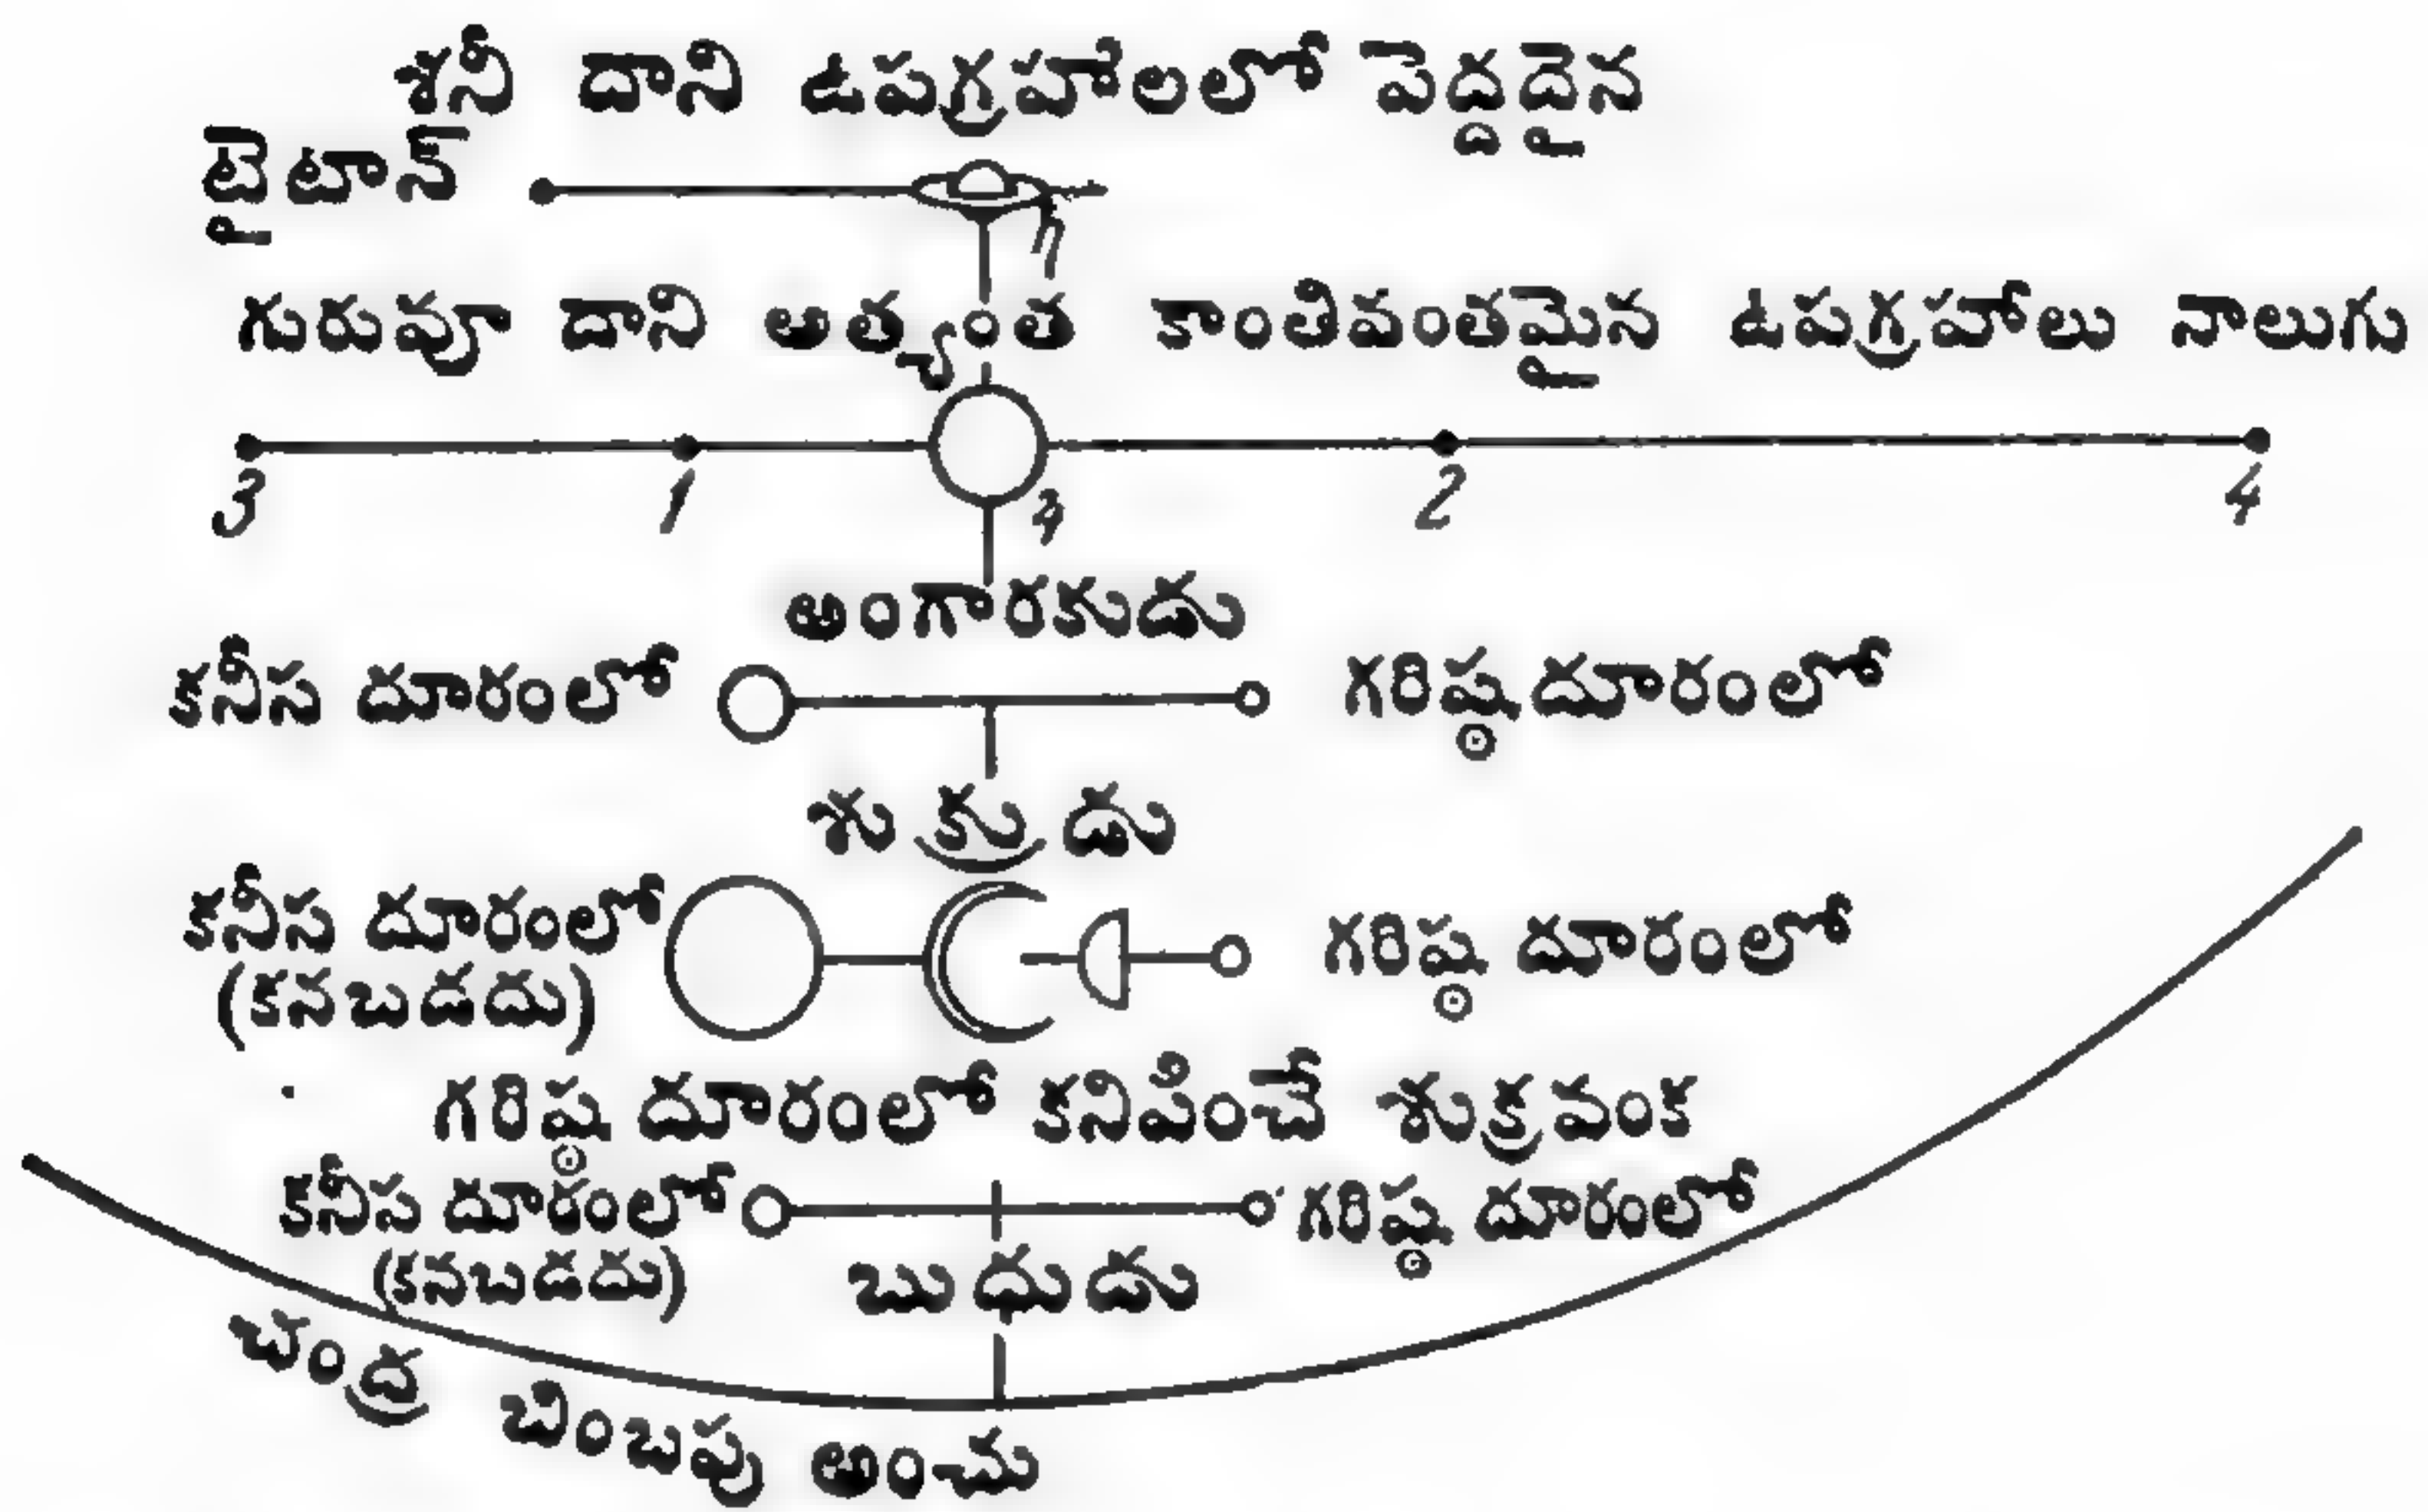 శనీ దాని ఉపగ్రహాలలో పెద్దదైన
టైటాన్
గురువూ దాని అత్యంత కాంతివంతమైన ఉపగ్రహాలు నాలుగు
3 1 2 4
అంగారకుడు
కనీస దూరంలో గరిష్ఠదూరంలో
శుక్రుడు
కనీస దూరంలో గరిష్ఠ దూరంలో
(కనబడదు)
గరిష్ఠ దూరంలో కనిపించే శుక్రవంక
కనీస దూరంలో గరిష్ఠ దూరంలో
(కనబడదు) బుధుడు
చంద్ర బింబపు అంచు